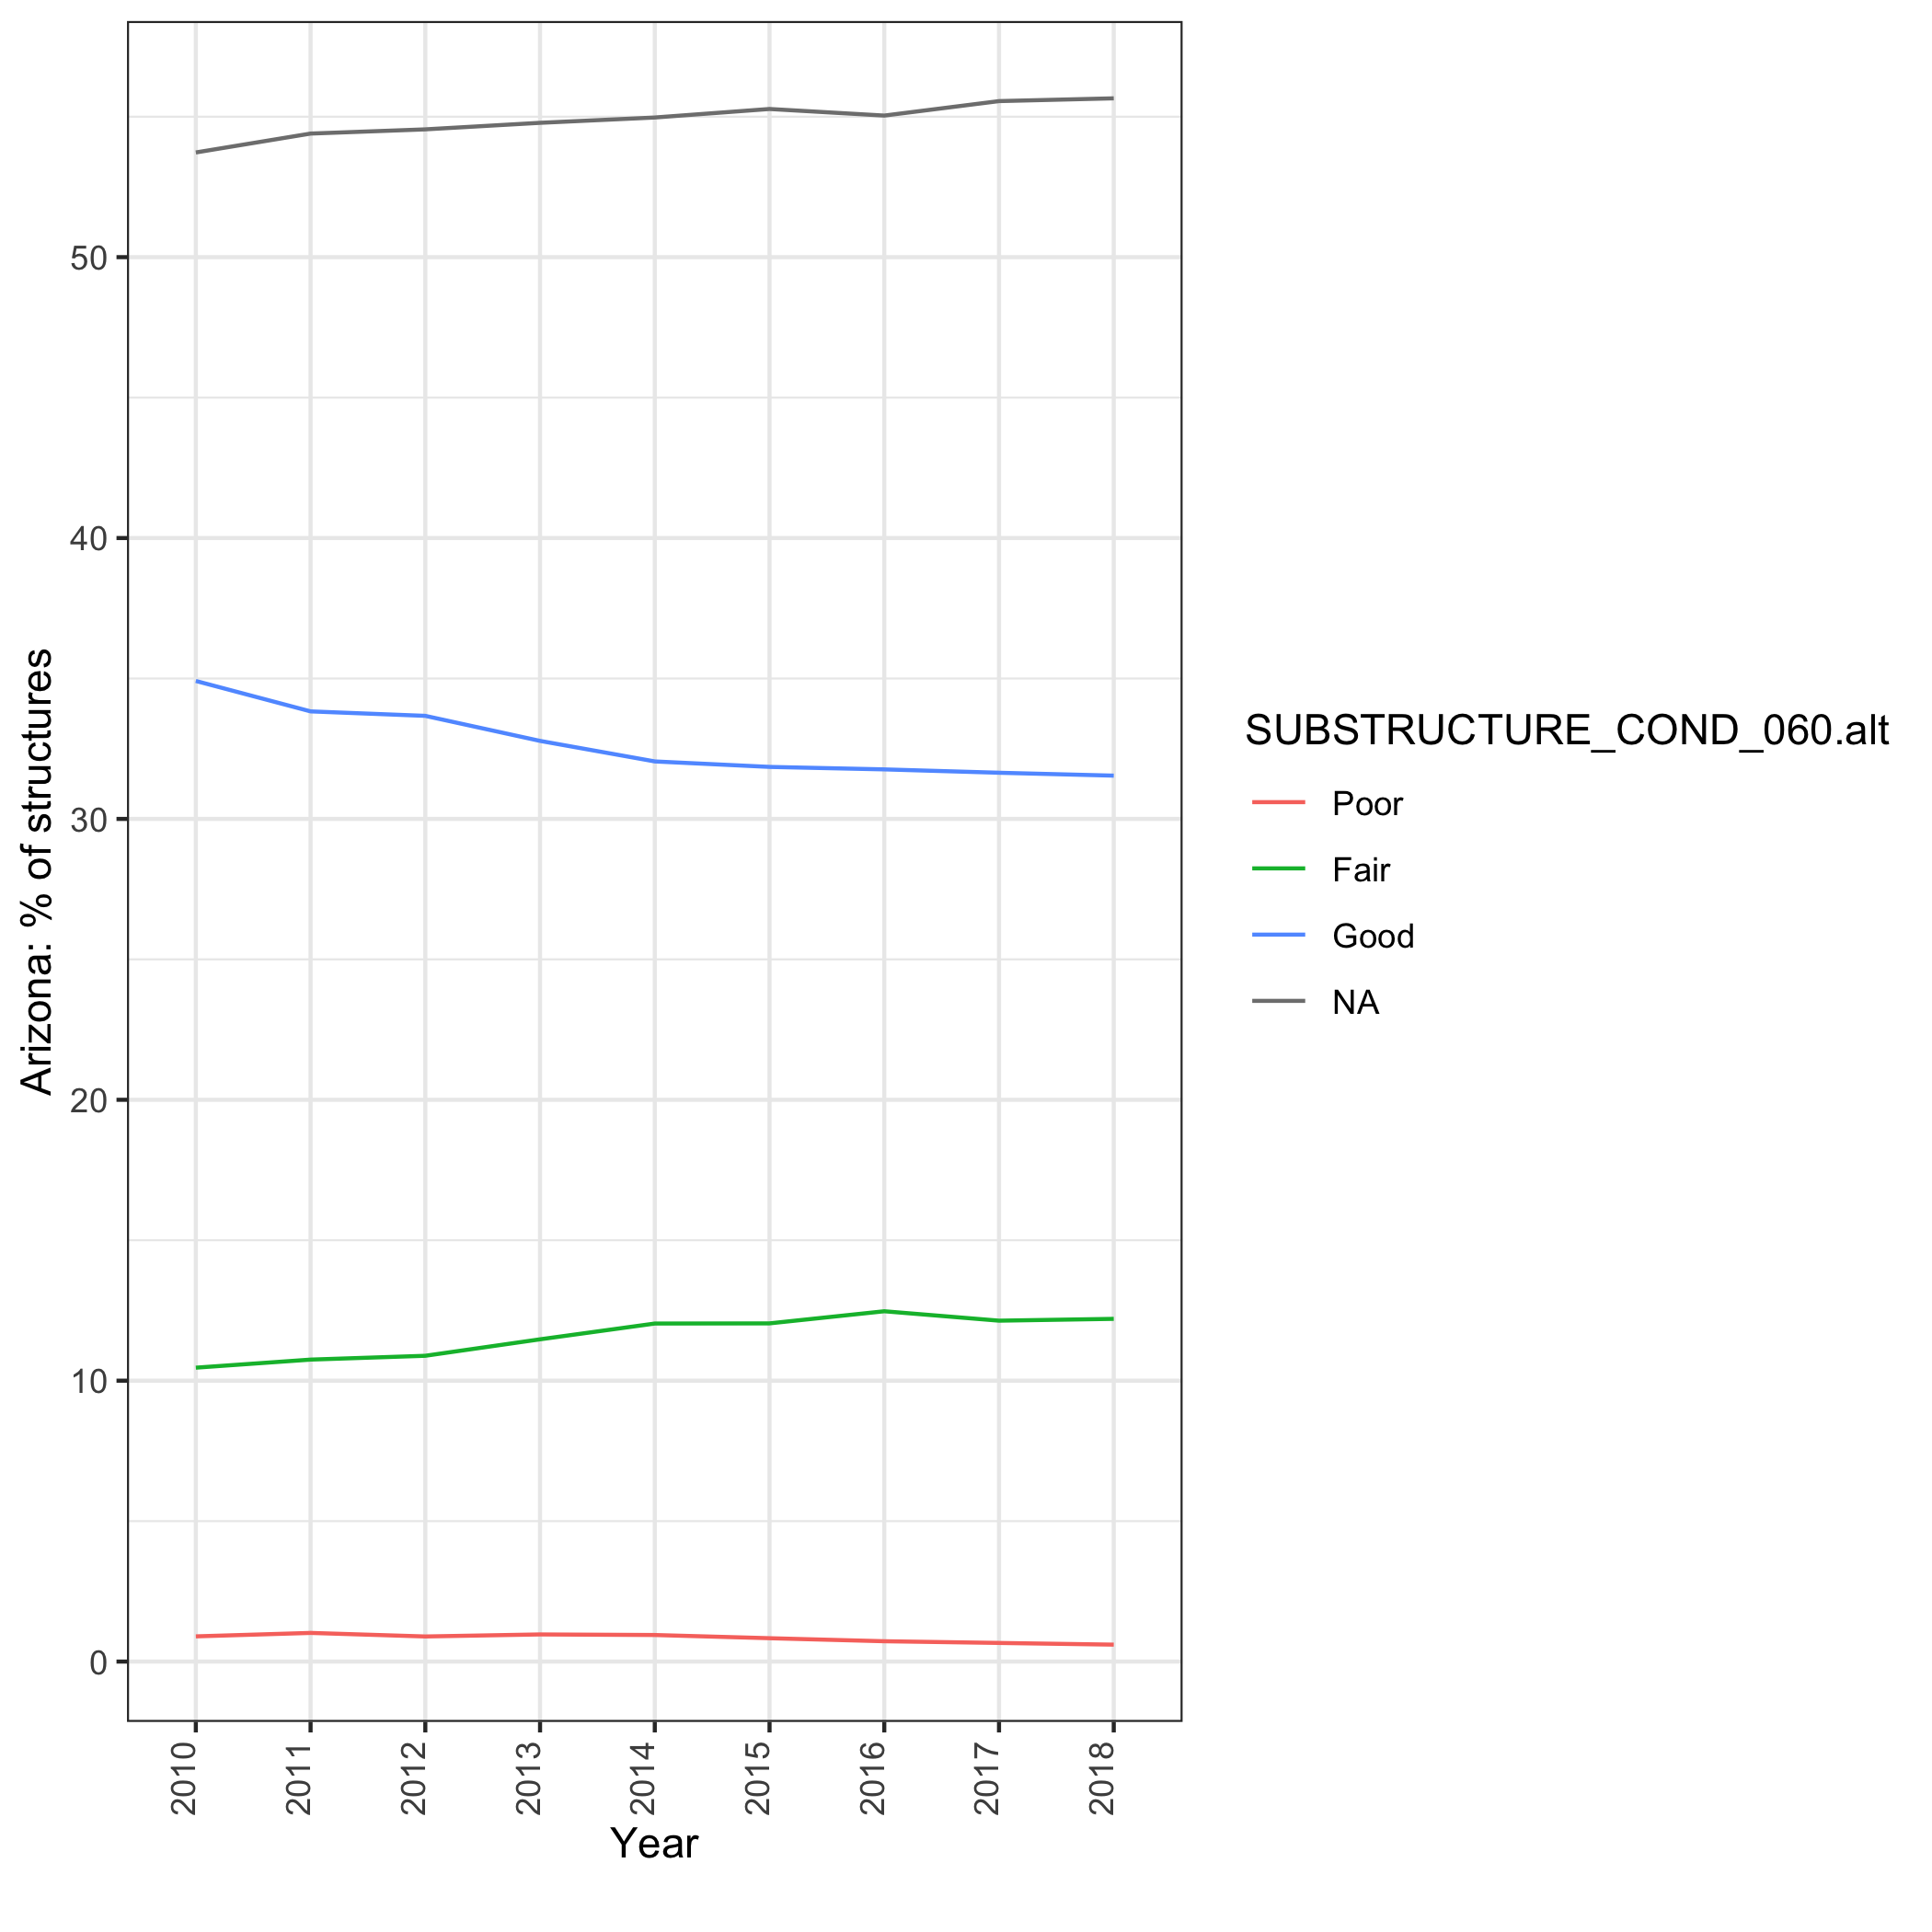 Arizona: % of structures
50
40
30
20
10
0
2010
2011
2012
2013
2014
2015
2016
2017
2018
Year
SUBSTRUCTURE_COND_060.alt
Poor
Fair
Good
NA